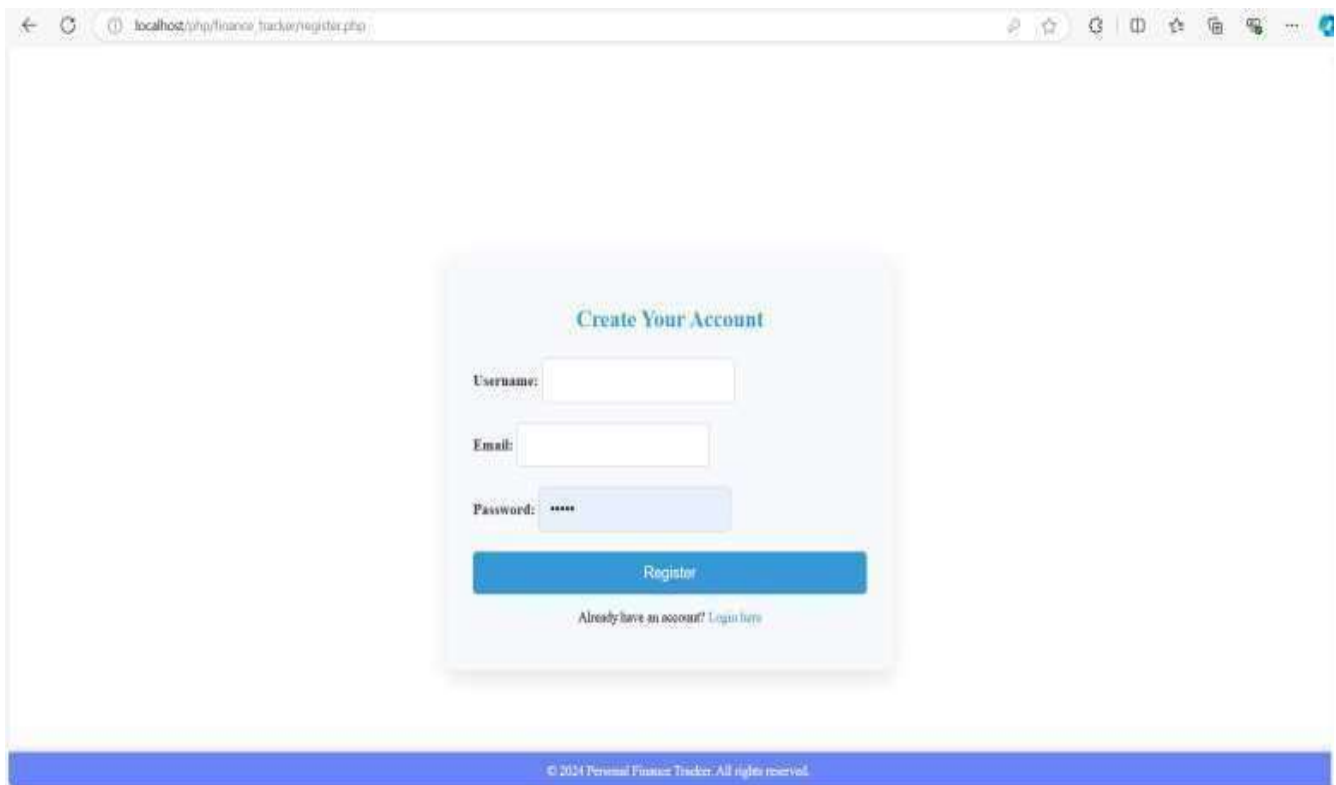 localhost/php/finance_tracker/register.php
Create Your Account
Username:
Email:
Password: •••••
Register
Already have an account? Login here
© 2024 Personal Finance Tracker. All rights reserved.